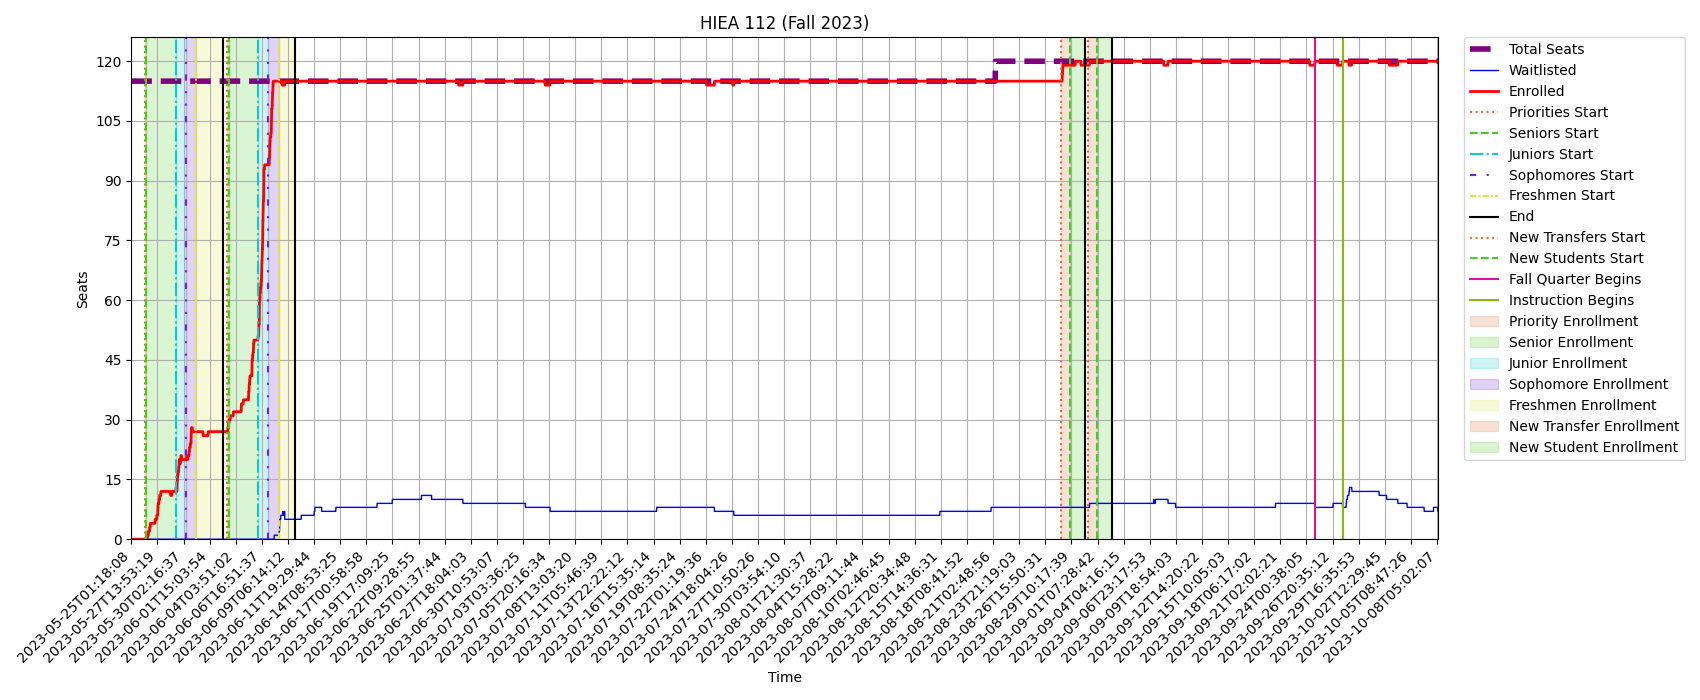 HIEA 112 (Fall 2023)
Seats
120
105
90
75
60
45
30
15
0
2023-05-25T01:18:08
2023-05-27T13:53:19
2023-05-30T02:16:37
2023-06-01T15:03:54
2023-06-04T03:51:02
2023-06-06T16:51:37
2023-06-09T06:14:12
2023-06-11T19:29:44
2023-06-14T08:53:25
2023-06-17T00:58:58
2023-06-19T17:09:25
2023-06-22T09:28:55
2023-06-25T01:37:44
2023-06-27T18:04:03
2023-06-30T10:53:07
2023-07-03T03:36:25
2023-07-05T20:16:34
2023-07-08T13:03:20
2023-07-11T05:46:39
2023-07-13T22:22:12
2023-07-16T15:35:14
2023-07-19T08:35:24
2023-07-22T01:19:36
2023-07-24T18:04:26
2023-07-27T10:50:26
2023-07-30T03:54:10
2023-08-01T21:30:37
2023-08-04T15:28:22
2023-08-07T09:11:44
2023-08-10T02:46:45
2023-08-12T20:34:48
2023-08-15T14:36:31
2023-08-18T08:41:52
2023-08-21T02:48:56
2023-08-23T21:19:03
2023-08-26T15:50:31
2023-08-29T10:17:39
2023-09-01T07:28:42
2023-09-04T04:16:15
2023-09-06T23:17:53
2023-09-09T18:54:03
2023-09-12T14:20:22
2023-09-15T10:05:03
2023-09-18T06:17:02
2023-09-21T02:02:21
2023-09-24T00:38:05
2023-09-26T20:35:12
2023-09-29T16:35:53
2023-10-02T12:29:45
2023-10-05T08:47:26
2023-10-08T05:02:07
Time
Total Seats
Waitlisted
Enrolled
Priorities Start
Seniors Start
Juniors Start
Sophomores Start
Freshmen Start
End
New Transfers Start
New Students Start
Fall Quarter Begins
Instruction Begins
Priority Enrollment
Senior Enrollment
Junior Enrollment
Sophomore Enrollment
Freshmen Enrollment
New Transfer Enrollment
New Student Enrollment